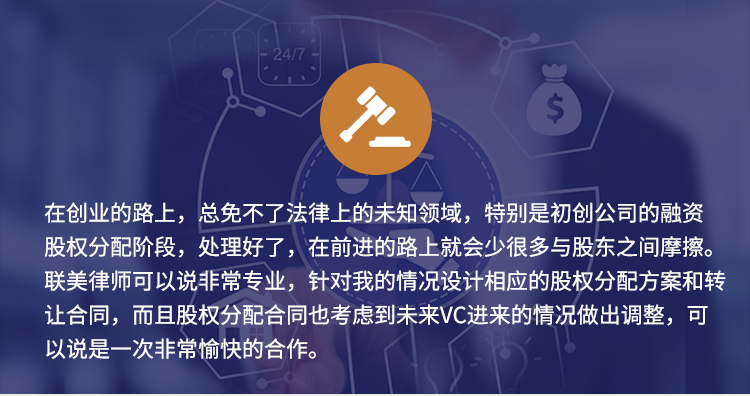 24/7
$
在创业的路上，总免不了法律上的未知领域，特别是初创公司的融资
股权分配阶段，处理好了，在前进的路上就会少很多与股东之间摩擦。
联美律师可以说非常专业，针对我的情况设计相应的股权分配方案和转
让合同，而且股权分配合同也考虑到未来VC进来的情况做出调整，可
以说是一次非常愉快的合作。